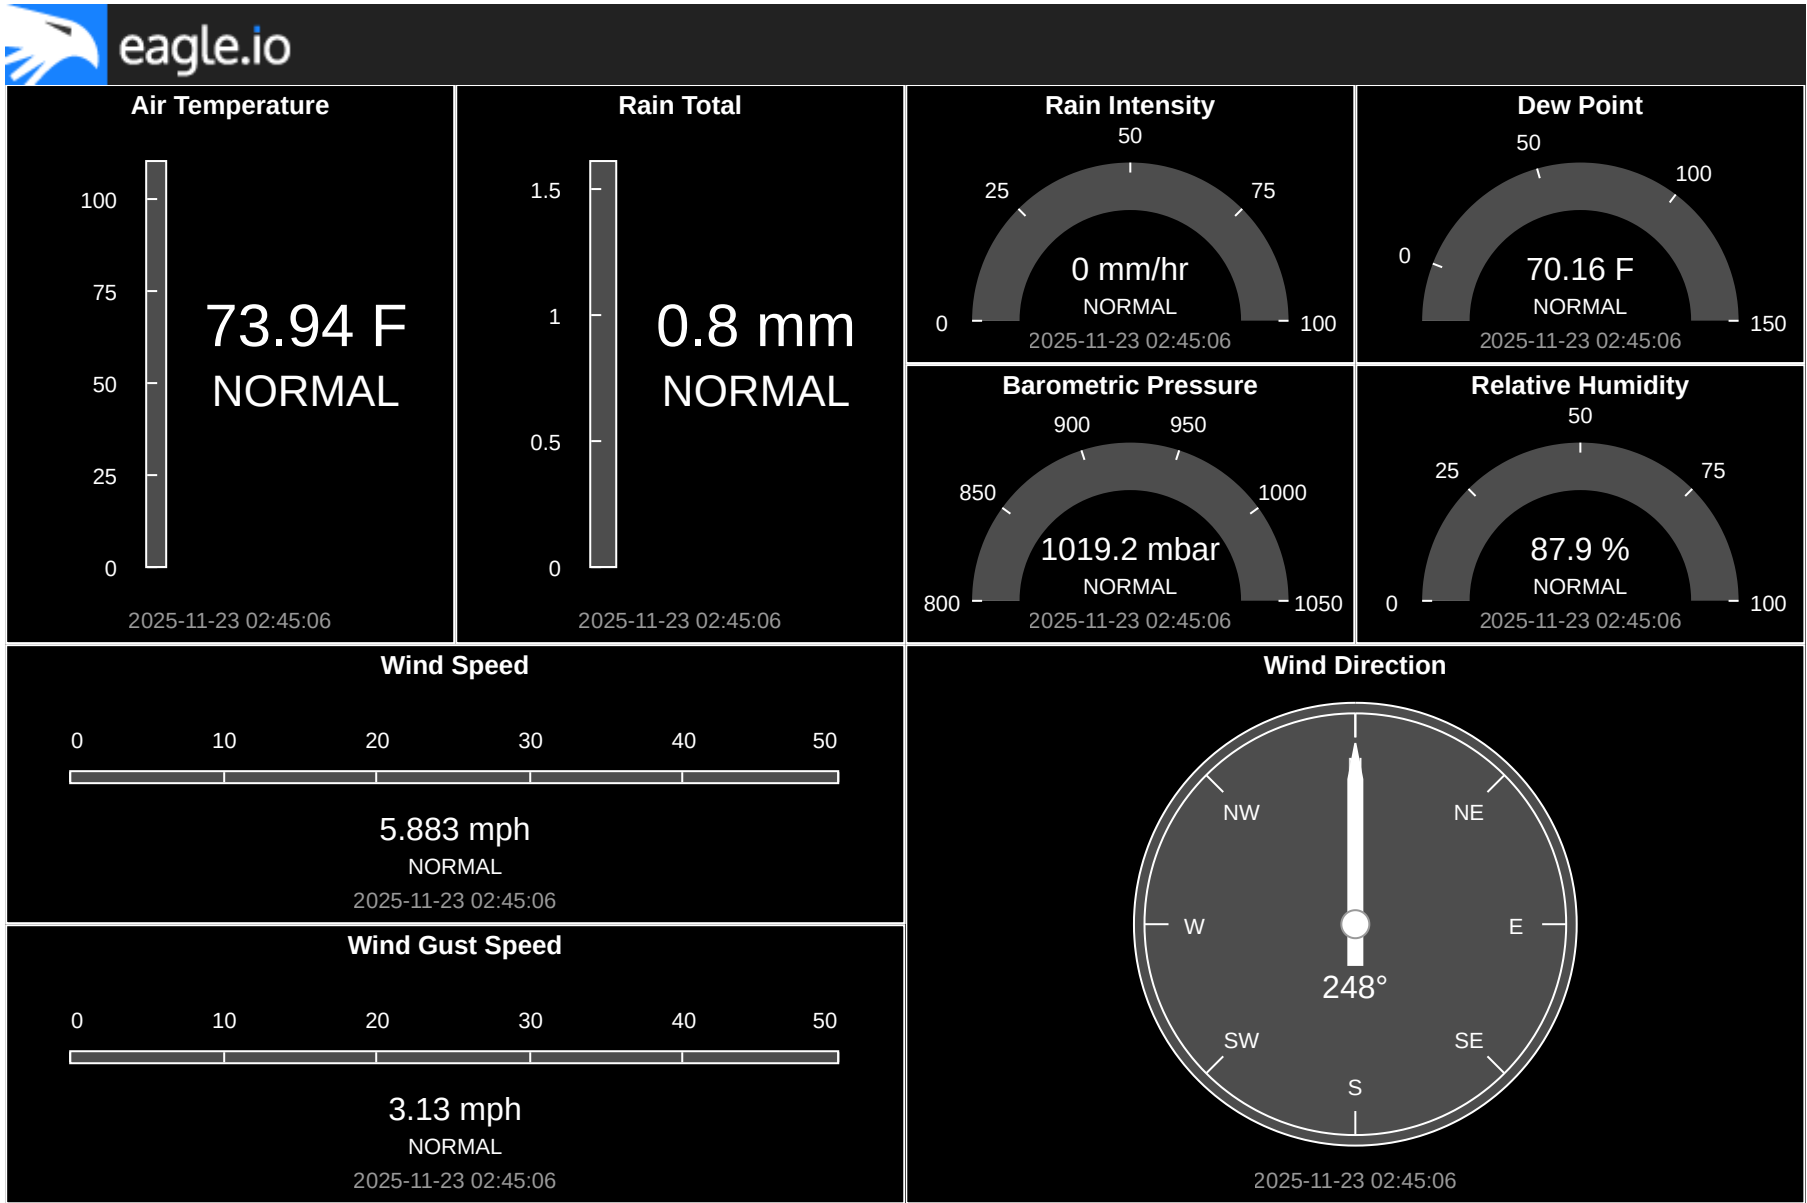 eagle.io
Air Temperature
100
75
50
25
0
73.94 F
NORMAL
2025-11-23 02:45:06
Rain Total
1.5
1
0.5
0
0.8 mm
NORMAL
2025-11-23 02:45:06
Rain Intensity
0
25
50
75
100
0 mm/hr
NORMAL
2025-11-23 02:45:06
Dew Point
0
50
100
150
70.16 F
NORMAL
2025-11-23 02:45:06
Barometric Pressure
800
850
900
950
1000
1050
1019.2 mbar
NORMAL
2025-11-23 02:45:06
Relative Humidity
0
25
50
75
100
87.9 %
NORMAL
2025-11-23 02:45:06
Wind Speed
0 10 20 30 40 50
5.883 mph
NORMAL
2025-11-23 02:45:06
Wind Gust Speed
0 10 20 30 40 50
3.13 mph
NORMAL
2025-11-23 02:45:06
Wind Direction
NW NE
W E
248°
SW SE
S
2025-11-23 02:45:06